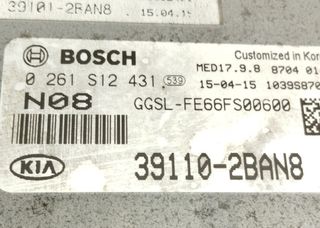 39101-2BAN8
15.04.15
BOSCH
Customized in Kor
0 261 S12 431 539
MED17.9.8 8704 01
15-04-15 1039S870
N08
GGSL-FE66FS00600
KIA
39110-2BAN8